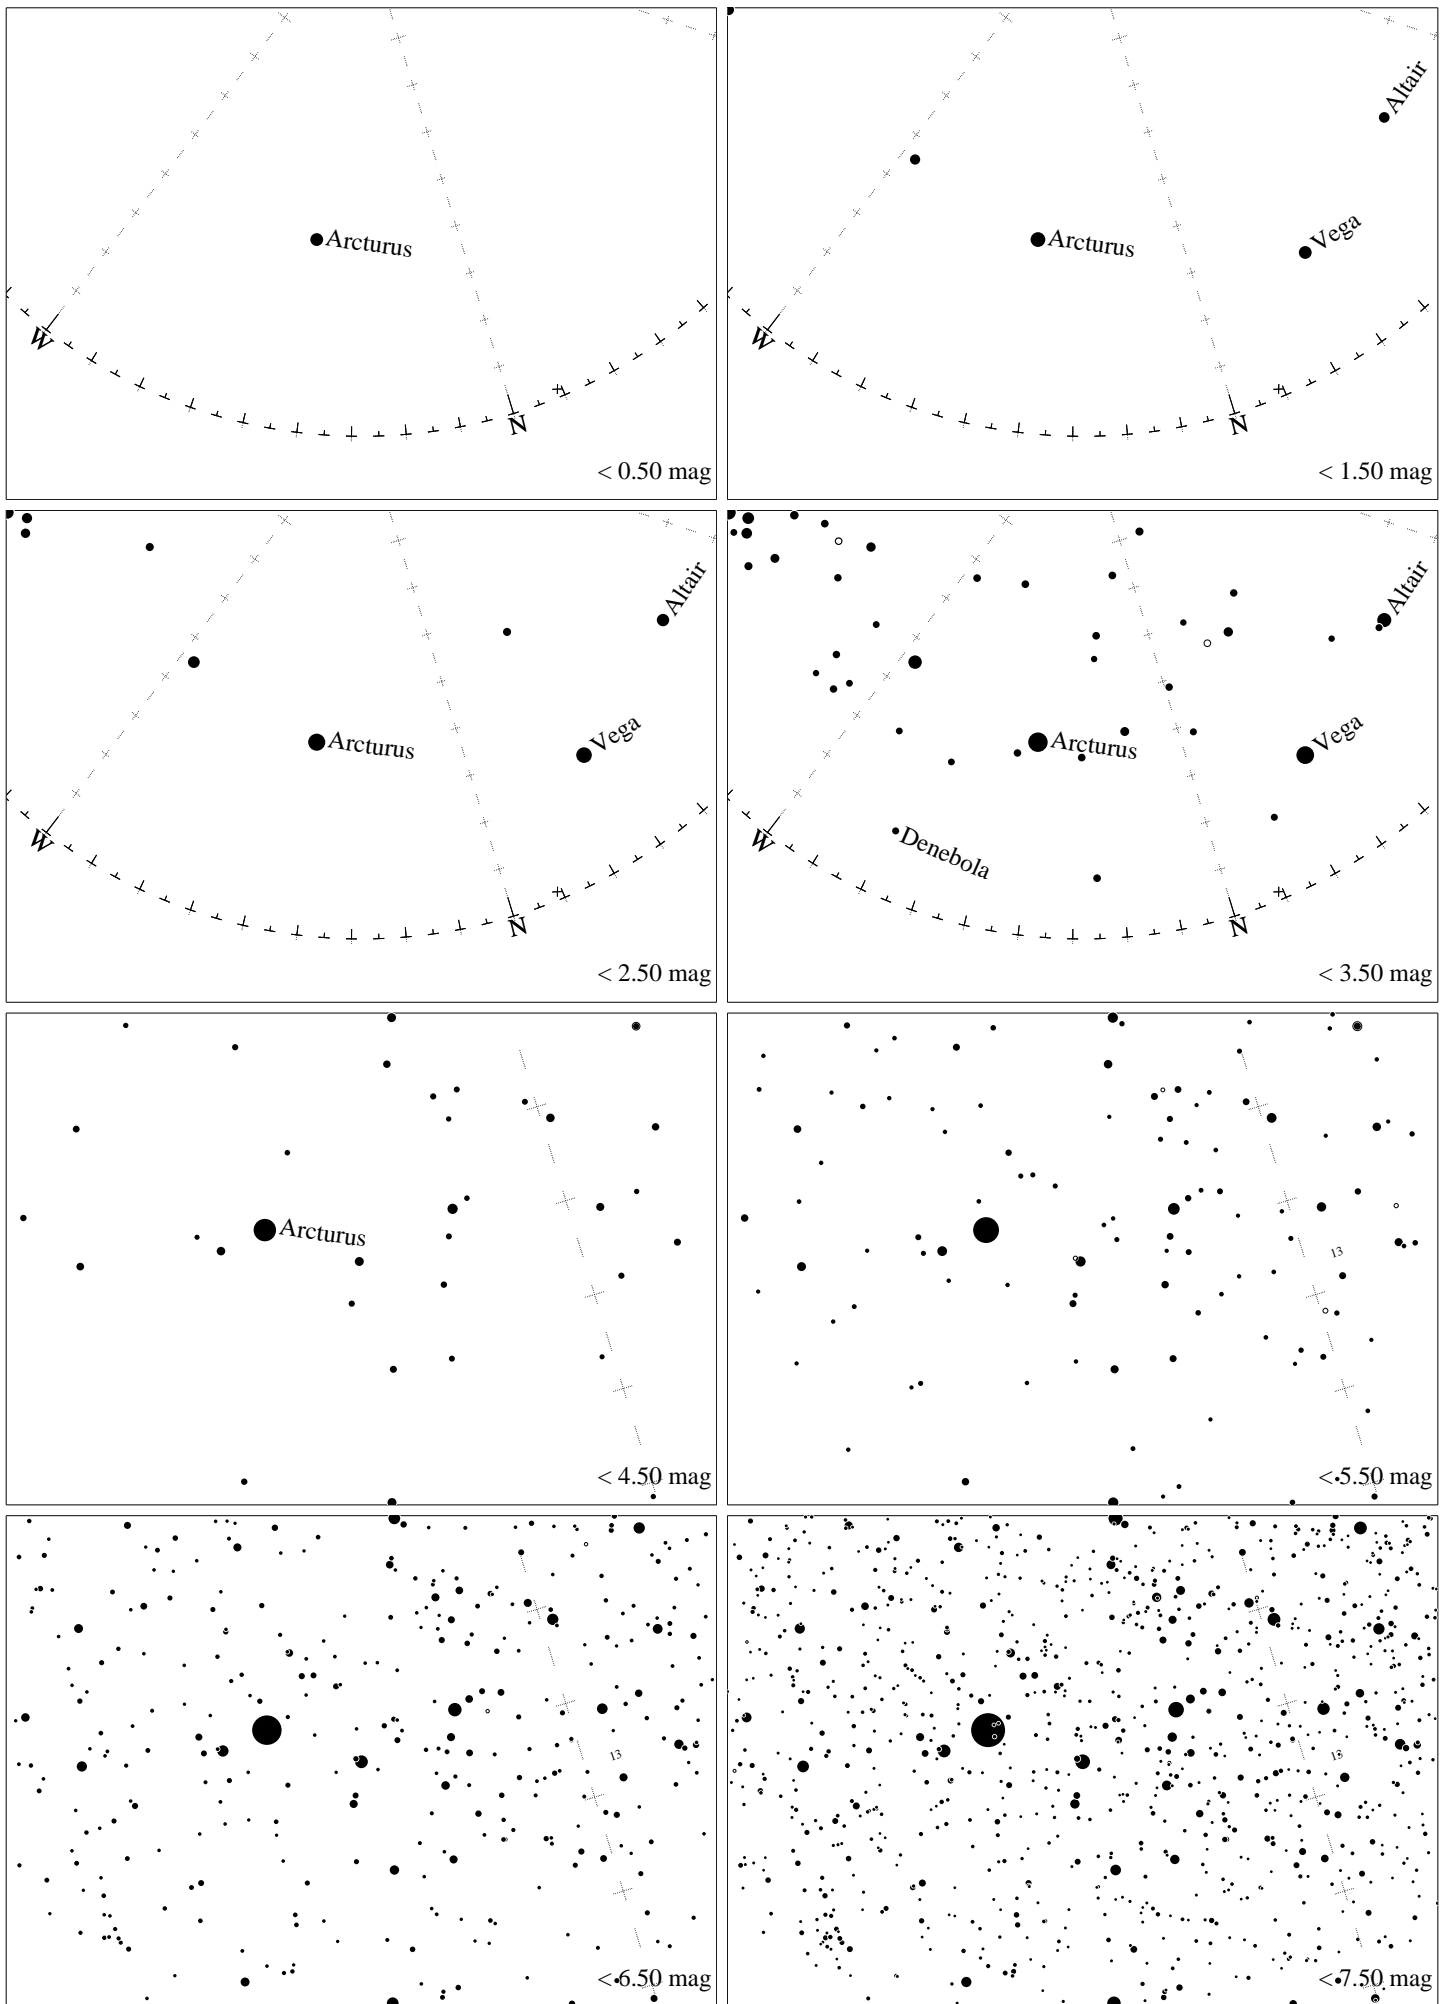 Arcturus
W
N
< 0.50 mag
Altair
Vega
Arcturus
W
N
< 1.50 mag
Altair
Vega
Arcturus
W
N
< 2.50 mag
Altair
Vega
Arcturus
Denebola
W
N
< 3.50 mag
Arcturus
< 4.50 mag
13
< 5.50 mag
13
< 6.50 mag
13
< 7.50 mag